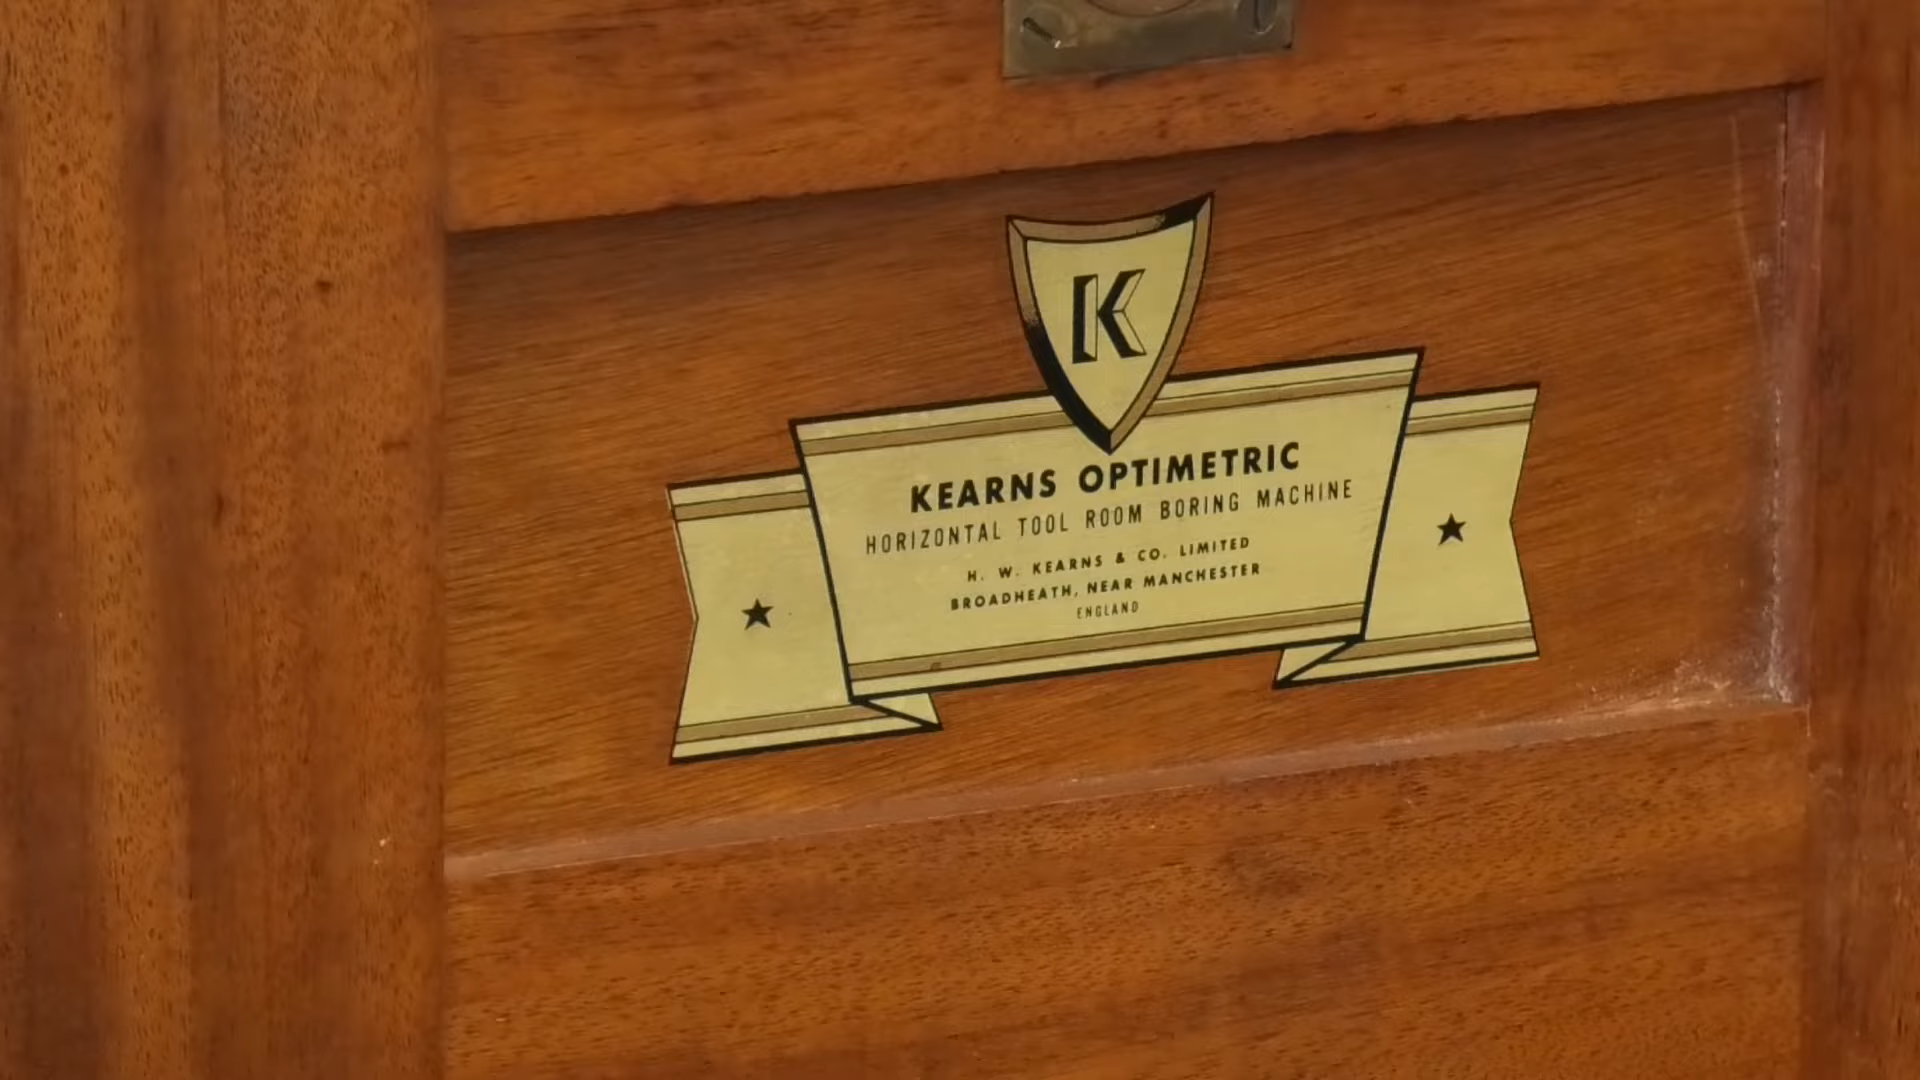 K
KEARNS OPTIMETRIC
HORIZONTAL TOOL ROOM BORING MACHINE
H. W. KEARNS & CO. LIMITED
BROADHEATH, NEAR MANCHESTER
ENGLAND